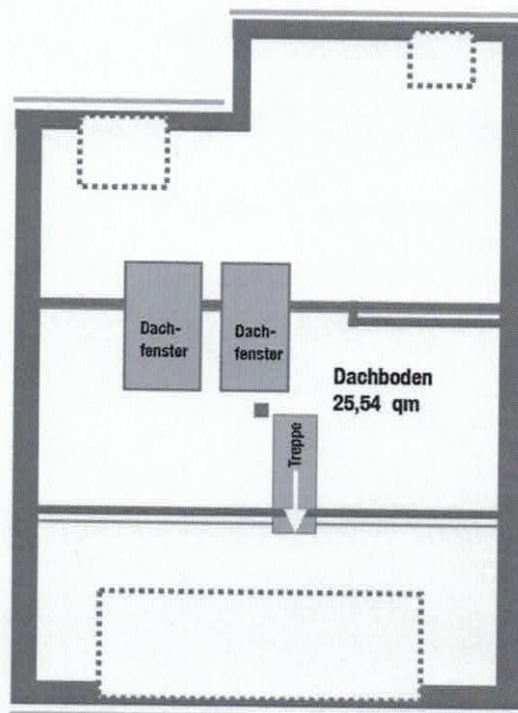 Dach-
fenster
Dach-
fenster
Dachboden
25,54 qm
Treppe